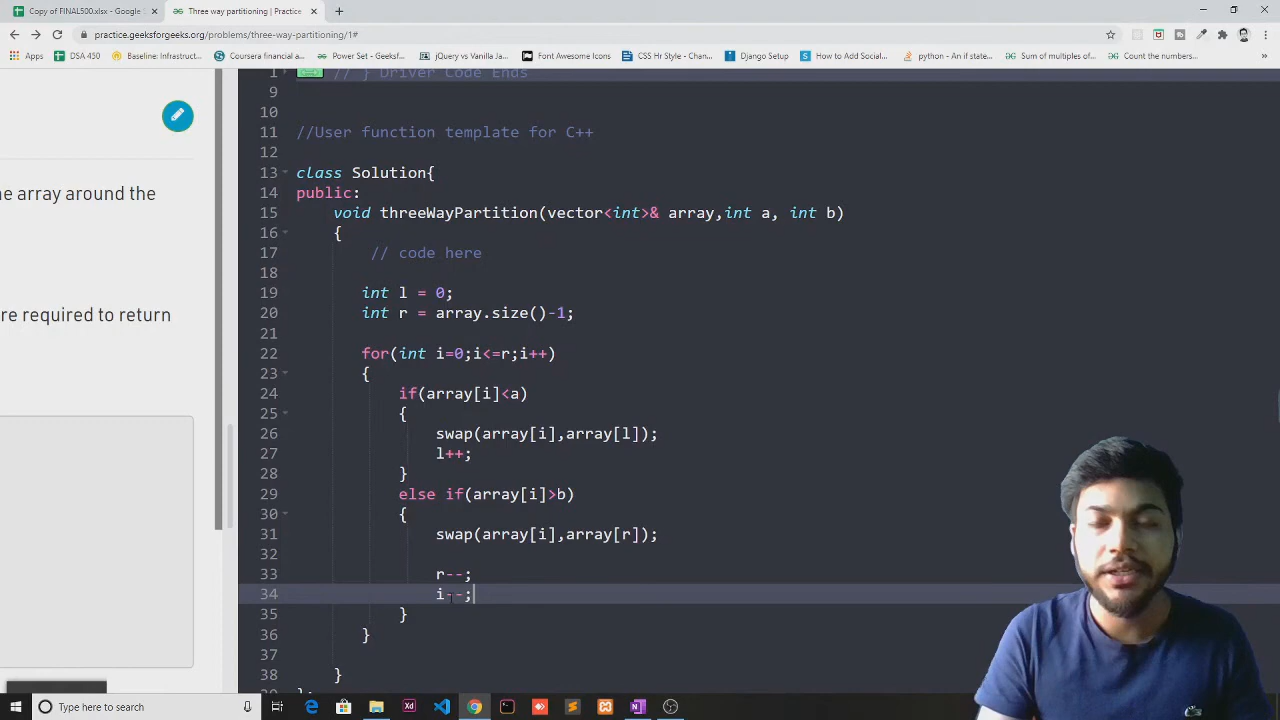 Copy of FINAL500.xlsx - Google
Three way partitioning | Practice
practice.geeksforgeeks.org/problems/three-way-partitioning/1#
Apps
DSA 450
Baseline: Infrastruct...
Coursera financial a...
Power Set - Geeksf...
jQuery vs Vanilla Ja...
Font Awesome Icons
CSS Hr Style - Chan...
Django Setup
How to Add Social...
python - An if state...
Sum of multiples of...
Count the numbers...
1 // } Driver Code Ends
9
10
11 //User function template for C++
12
13 class Solution{
14 public:
15 void threeWayPartition(vector<int>& array,int a, int b)
16 {
17 // code here
18
19 int l = 0;
20 int r = array.size()-1;
21
22 for(int i=0;i<=r;i++)
23 {
24 if(array[i]<a)
25 {
26 swap(array[i],array[l]);
27 l++;
28 }
29 else if(array[i]>b)
30 {
31 swap(array[i],array[r]);
32
33 r--;
34 i--;
35 }
36 }
37
38 }
ne array around the
re required to return
Type here to search